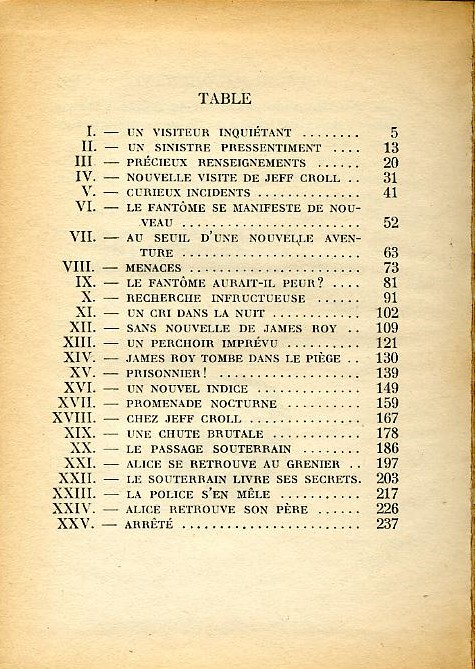 TABLE
I. — UN VISITEUR INQUIÉTANT ........ 5
II. — UN SINISTRE PRESSENTIMENT .... 13
III — PRÉCIEUX RENSEIGNEMENTS ...... 20
IV. — NOUVELLE VISITE DE JEFF CROLL .. 31
V. — CURIEUX INCIDENTS ............ 41
VI. — LE FANTÔME SE MANIFESTE DE NOU-
VEAU ........................ 52
VII. — AU SEUIL D'UNE NOUVELLE AVEN-
TURE ........................ 63
VIII. — MENACES ...................... 73
IX. — LE FANTÔME AURAIT-IL PEUR? .... 81
X. — RECHERCHE INFRUCTUEUSE ...... 91
XI. — UN CRI DANS LA NUIT ............ 102
XII. — SANS NOUVELLE DE JAMES ROY .. 109
XIII. — UN PERCHOIR IMPRÉVU .......... 121
XIV. — JAMES ROY TOMBE DANS LE PIÈGE .. 130
XV. — PRISONNIER! .................. 139
XVI. — UN NOUVEL INDICE ............ 149
XVII. — PROMENADE NOCTURNE .......... 159
XVIII. — CHEZ JEFF CROLL .............. 167
XIX. — UNE CHUTE BRUTALE ............ 178
XX. — LE PASSAGE SOUTERRAIN ........ 186
XXI. — ALICE SE RETROUVE AU GRENIER .. 197
XXII. — LE SOUTERRAIN LIVRE SES SECRETS. 203
XXIII. — LA POLICE S'EN MÊLE .......... 217
XXIV. — ALICE RETROUVE SON PÈRE ...... 226
XXV. — ARRÊTÉ ........................ 237